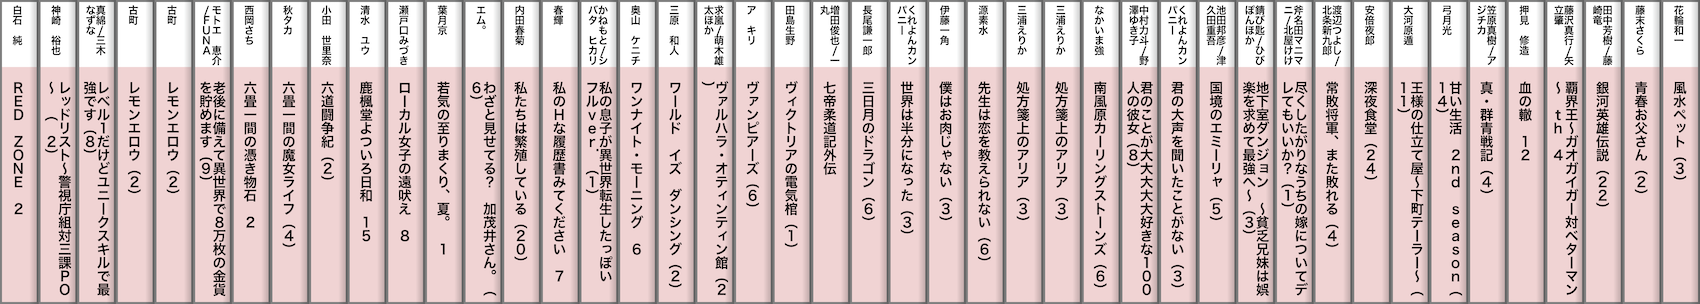 花輪和一
風水ペット（３）
藤末さくら
青春お父さん（２）
田中芳樹/藤
崎竜
銀河英雄伝説（２２）
藤沢真行/矢
立肇
覇界王～ガオガイガー対ベターマン
～ｔｈ４
押見　修造
血の轍　１２
笠原真樹/ア
ジチカ
真・群青戦記（４）
弓月光
甘い生活　２ｎｄ　ｓｅａｓｏｎ（
１４）
大河原遁
王様の仕立て屋～下町テーラー～（
１１）
安倍夜郎
深夜食堂（２４）
渡辺つよし/
北条新九郎
常敗将軍、また敗れる（４）
斧名田マニマ
ニ/北屋けけ
尽くしたがりなうちの嫁についてデ
レてもいいか？（１）
錆び匙/ひび
ぽんほか
地下室ダンジョン　～貧乏兄妹は娯
楽を求めて最強へ～（３）
池田邦彦/津
久田重吾
国境のエミーリャ（５）
くれよんカン
パニー
君の大声を聞いたことがない（３）
中村力斗/野
澤ゆき子
君のことが大大大大大好きな１００
人の彼女（８）
なかいま強
南風原カーリングストーンズ（６）
三浦えりか
処方箋上のアリア（３）
三浦えりか
処方箋上のアリア（３）
源素水
先生は恋を教えられない（６）
伊藤一角
僕はお肉じゃない（３）
くれよんカン
パニー
世界は半分になった（３）
長尾謙一郎
三日月のドラゴン（６）
増田俊也/一
丸
七帝柔道記外伝
田島生野
ヴィクトリアの電気棺（１）
ア　キリ
ヴァンピアーズ（６）
求嵐/萌木雄
太ほか
ヴァルハラ・オティンティン館（２
）
三原　和人
ワールド　イズ　ダンシング（２）
奥山　ケニチ
ワンナイト・モーニング　６
かねもと/シ
バタ　ヒカリ
私の息子が異世界転生したっぽい　
フルｖｅｒ．（１）
春輝
私のＨな履歴書みてください　７
内田春菊
私たちは繁殖している（２０）
エム。
わざと見せてる？　加茂井さん。（
６）
葉月京
若気の至りまくり、夏。　１
瀬戸口みづき
ローカル女子の遠吠え　８
清水　ユウ
鹿楓堂よついろ日和　１５
小田　世里奈
六道闘争紀（２）
秋タカ
六畳一間の魔女ライフ（４）
西岡さち
六畳一間の憑き物石　２
モトエ　恵介
/ＦＵＮＡ
老後に備えて異世界で８万枚の金貨
を貯めます（９）
古町
レモンエロウ（２）
古町
レモンエロウ（２）
真綿/三木
なずな
レベル１だけどユニークスキルで最
強です（８）
神崎　裕也
レッドリスト～警視庁組対三課ＰＯ
～　（２）
白石　純
ＲＥＤ　ＺＯＮＥ　２